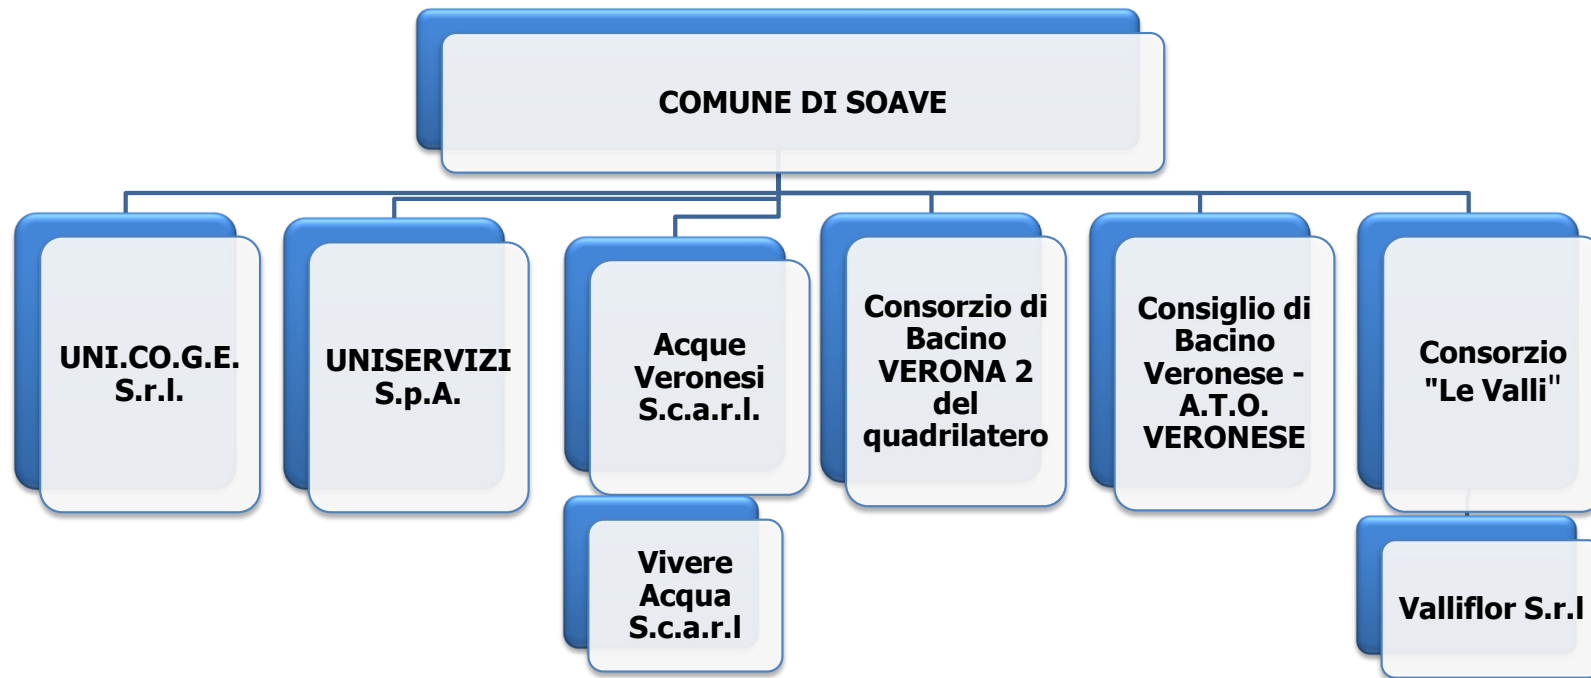 COMUNE DI SOAVE
UNI.CO.G.E.
S.r.l.
UNISERVIZI
S.p.A.
Acque
Veronesi
S.c.a.r.l.
Consorzio di
Bacino
VERONA 2
del
quadrilatero
Consiglio di
Bacino
Veronese -
A.T.O.
VERONESE
Consorzio
"Le Valli"
Vivere
Acqua
S.c.a.r.l
Valliflor S.r.l